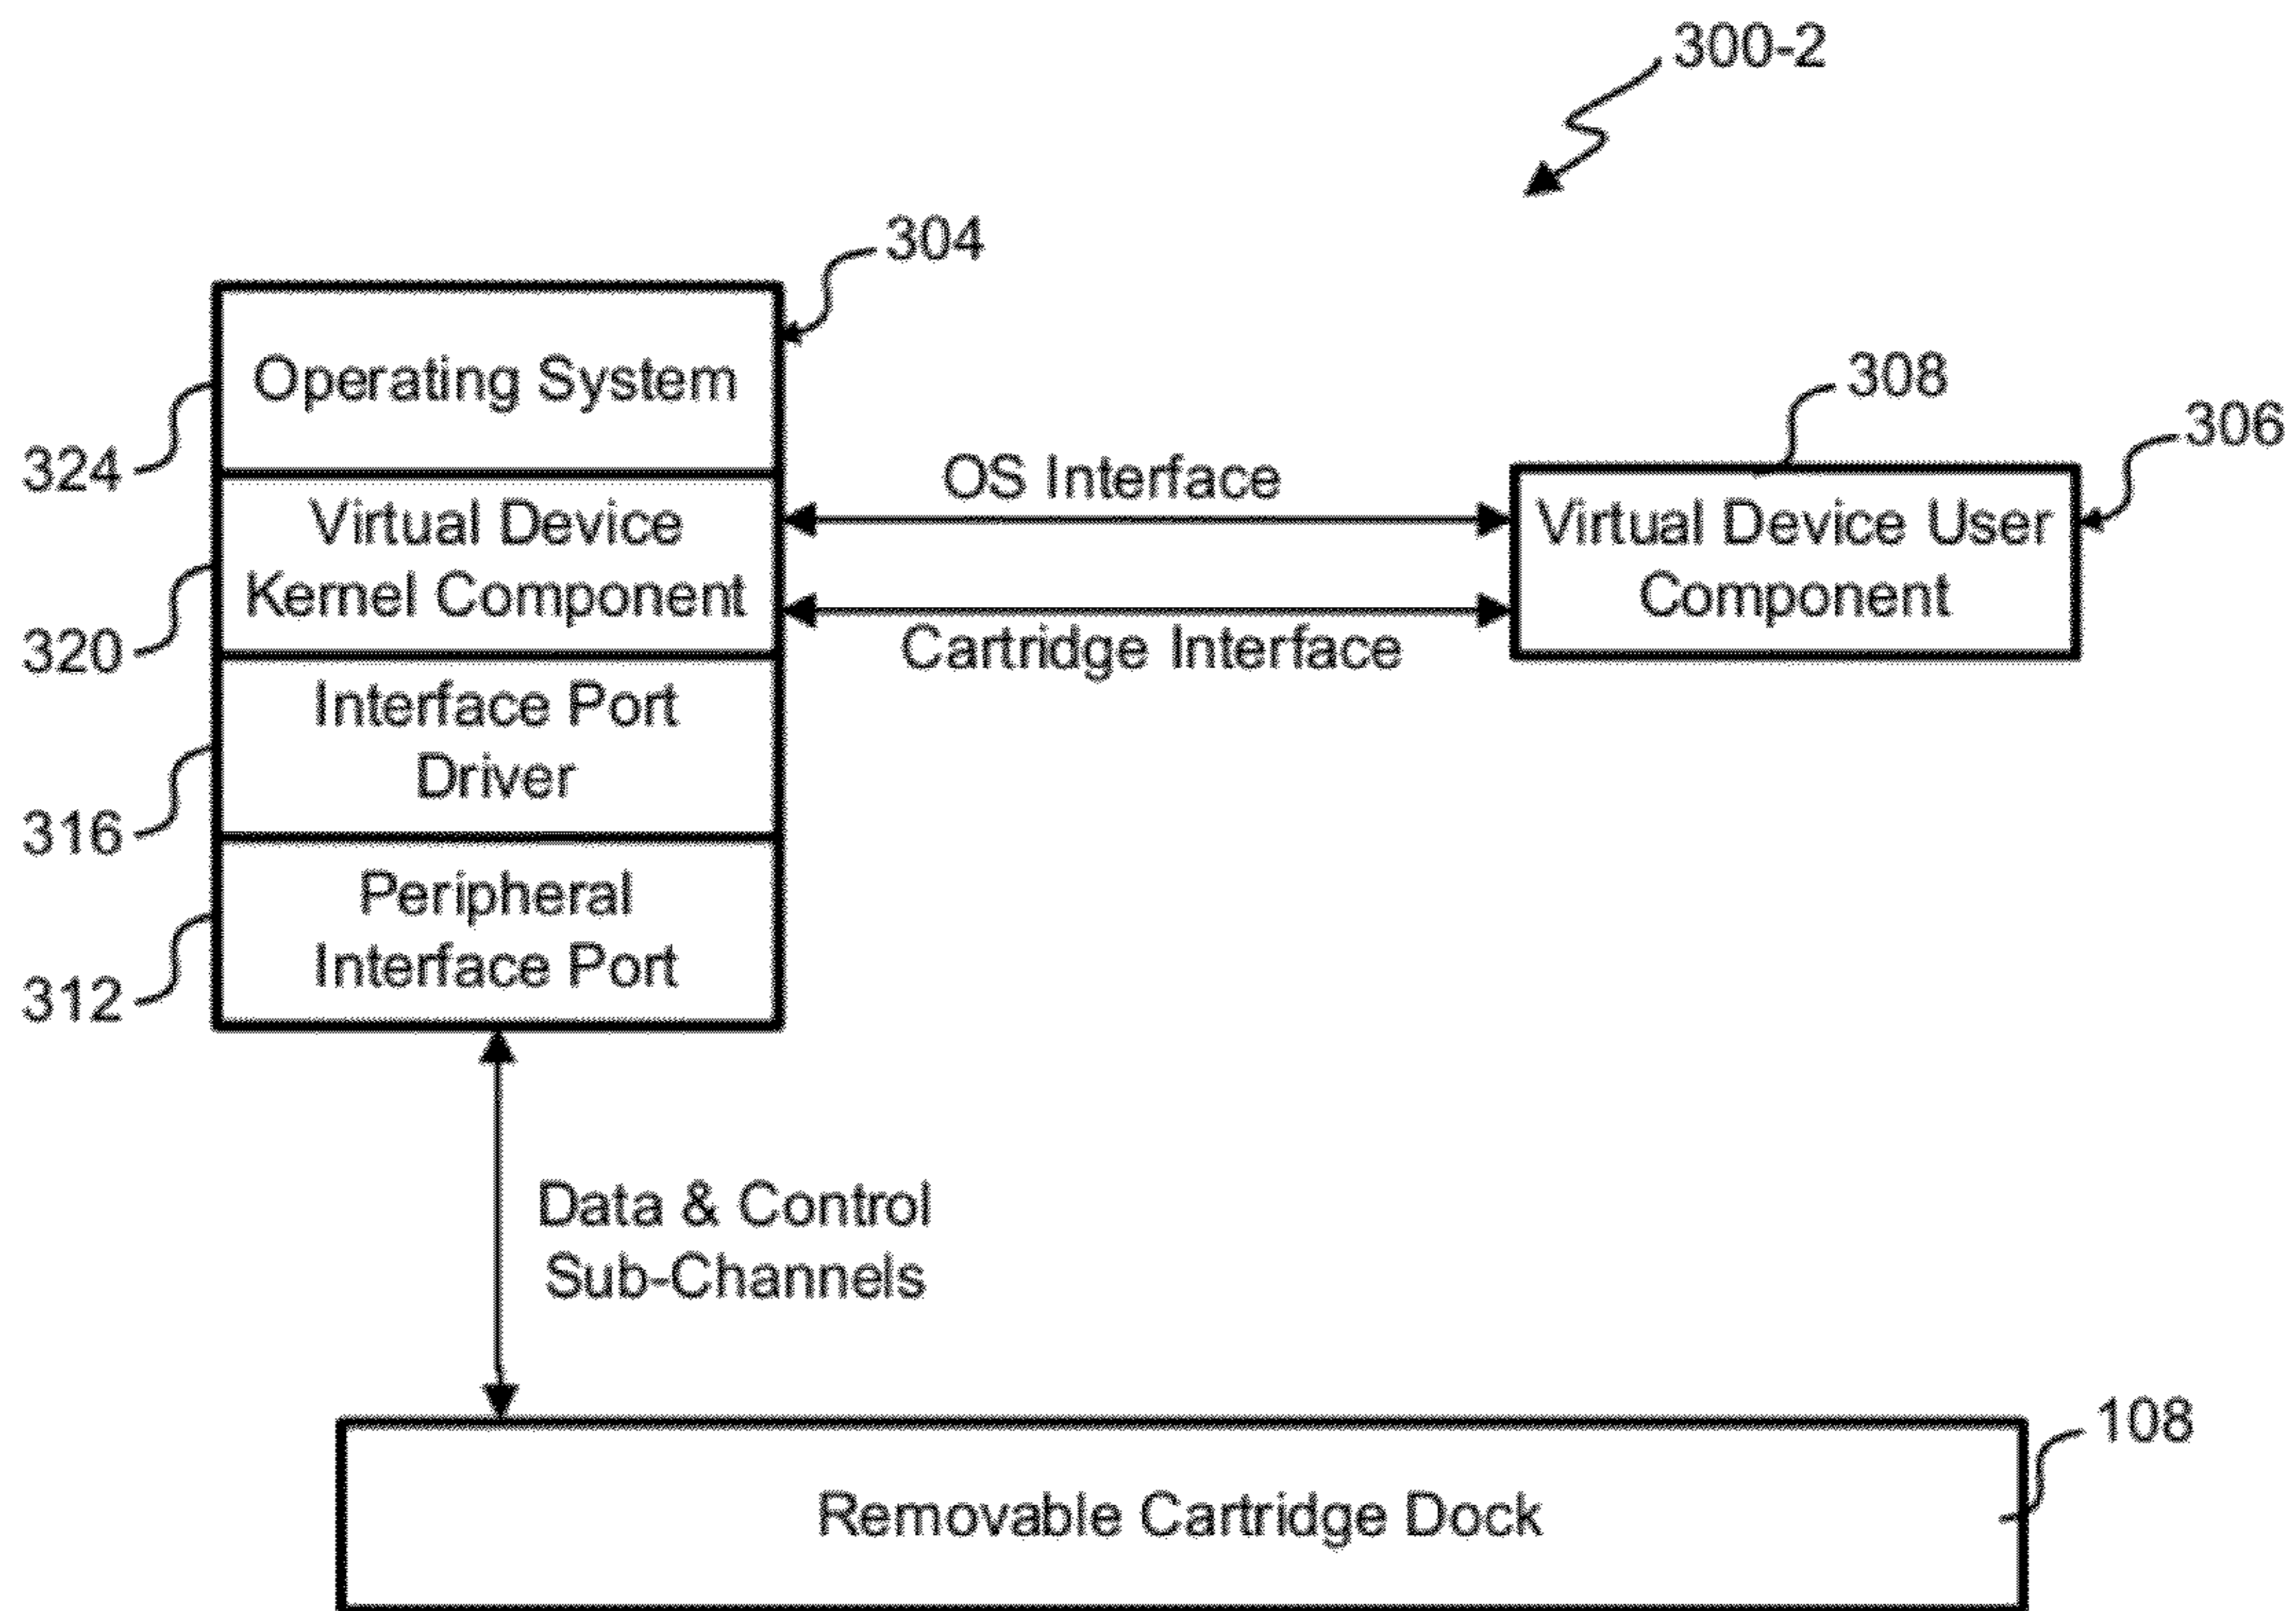 300-2
304
Operating System
324
308
306
OS Interface
Virtual Device
Kernel Component
320
Virtual Device User
Component
Cartridge Interface
Interface Port
Driver
316
Peripheral
Interface Port
312
Data & Control
Sub-Channels
108
Removable Cartridge Dock